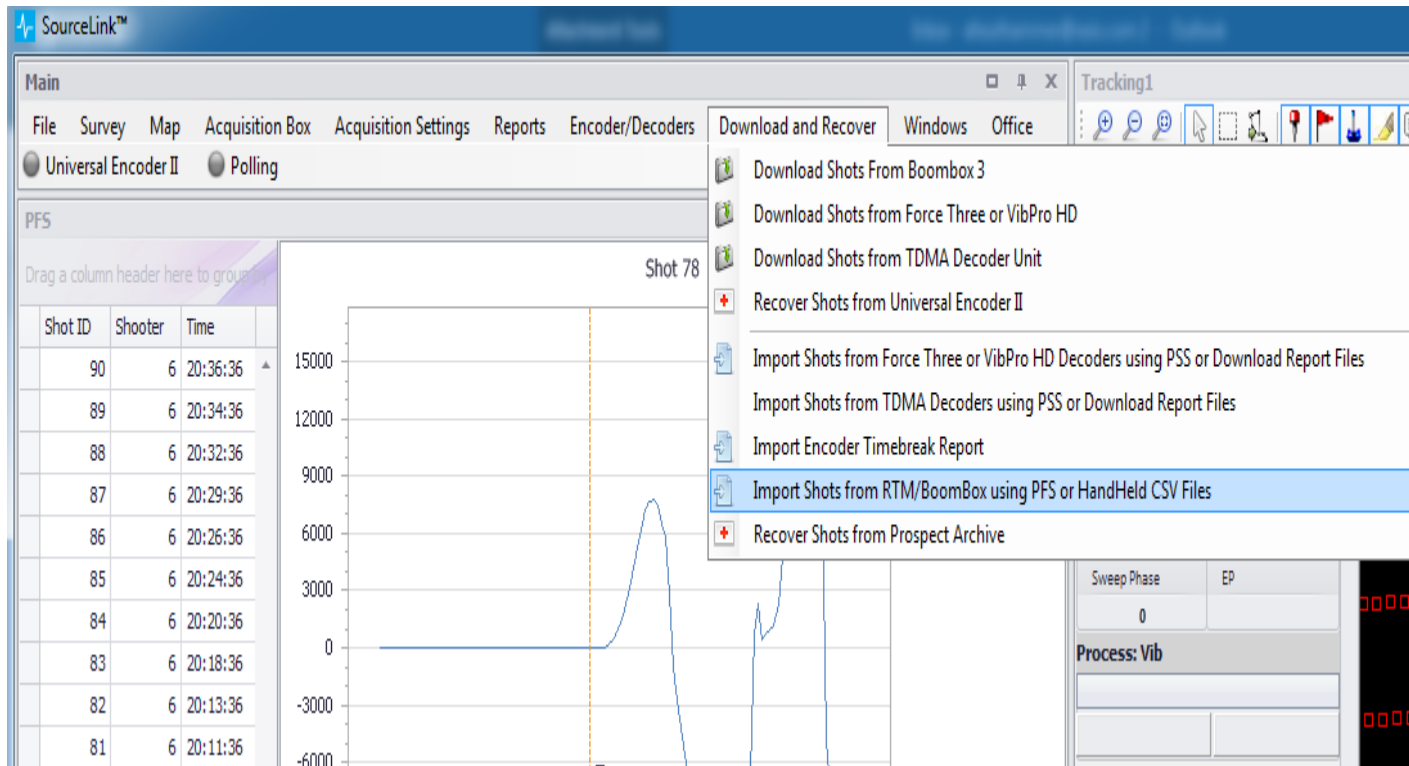 SourceLink™
Main
Tracking1
File Survey Map Acquisition Box Acquisition Settings Reports Encoder/Decoders Download and Recover Windows Office
Universal Encoder II Polling
Download Shots From Boombox 3
Download Shots from Force Three or VibPro HD
Download Shots from TDMA Decoder Unit
Recover Shots from Universal Encoder II
Import Shots from Force Three or VibPro HD Decoders using PSS or Download Report Files
Import Shots from TDMA Decoders using PSS or Download Report Files
Import Encoder Timebreak Report
Import Shots from RTM/BoomBox using PFS or HandHeld CSV Files
Recover Shots from Prospect Archive
PFS
Drag a column header here to group by
Shot ID Shooter Time
90 6 20:36:36
89 6 20:34:36
88 6 20:32:36
87 6 20:29:36
86 6 20:26:36
85 6 20:24:36
84 6 20:20:36
83 6 20:18:36
82 6 20:13:36
81 6 20:11:36
Shot 78
15000
12000
9000
6000
3000
0
-3000
-6000
Sweep Phase EP
0
Process: Vib